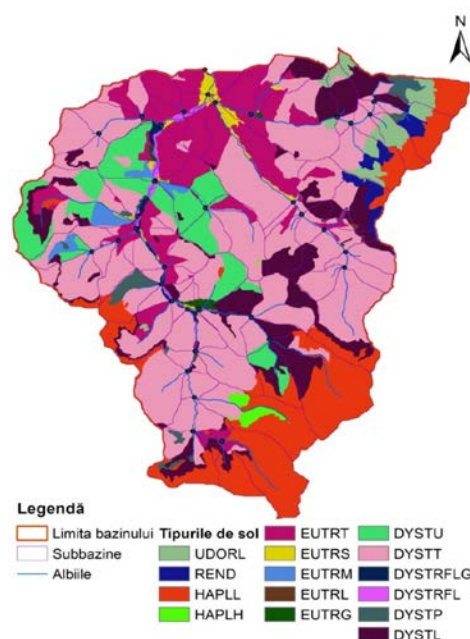 N
Legendă
Limita bazinului
Subbazine
Albiile
Tipurile de sol
UDORL
REND
HAPLL
HAPLH
EUTRT
EUTRS
EUTRM
EUTRL
EUTRG
DYSTU
DYSTT
DYSTRFLG
DYSTRFL
DYSTP
DYSTL